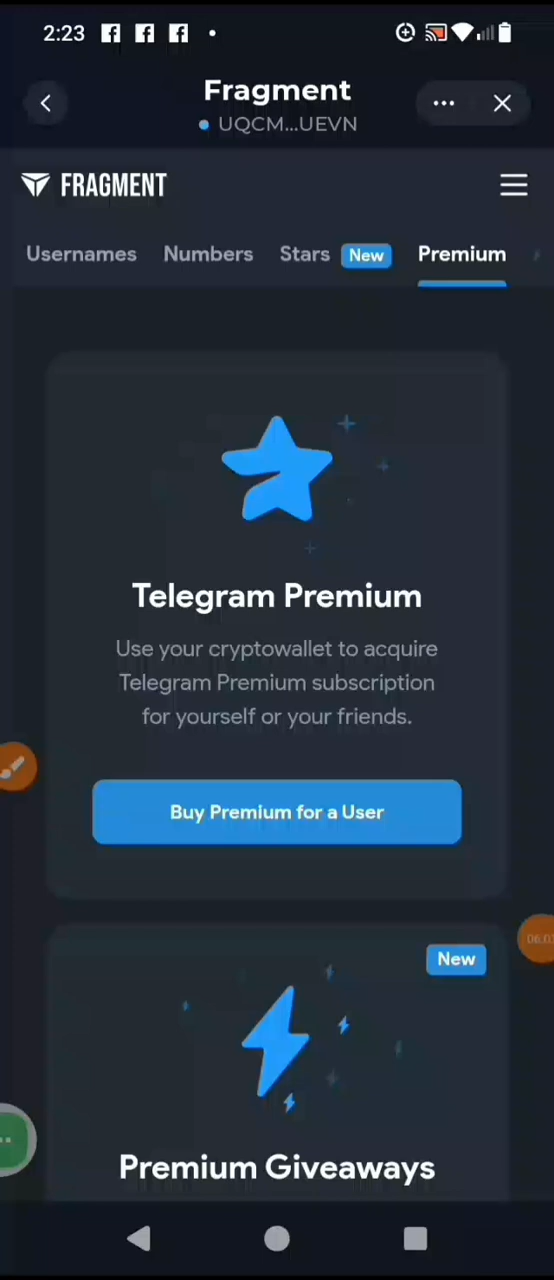 2:23
Fragment
UQCM...UEVN
FRAGMENT
Usernames Numbers Stars New Premium
Telegram Premium
Use your cryptowallet to acquire
Telegram Premium subscription
for yourself or your friends.
Buy Premium for a User
New
Premium Giveaways